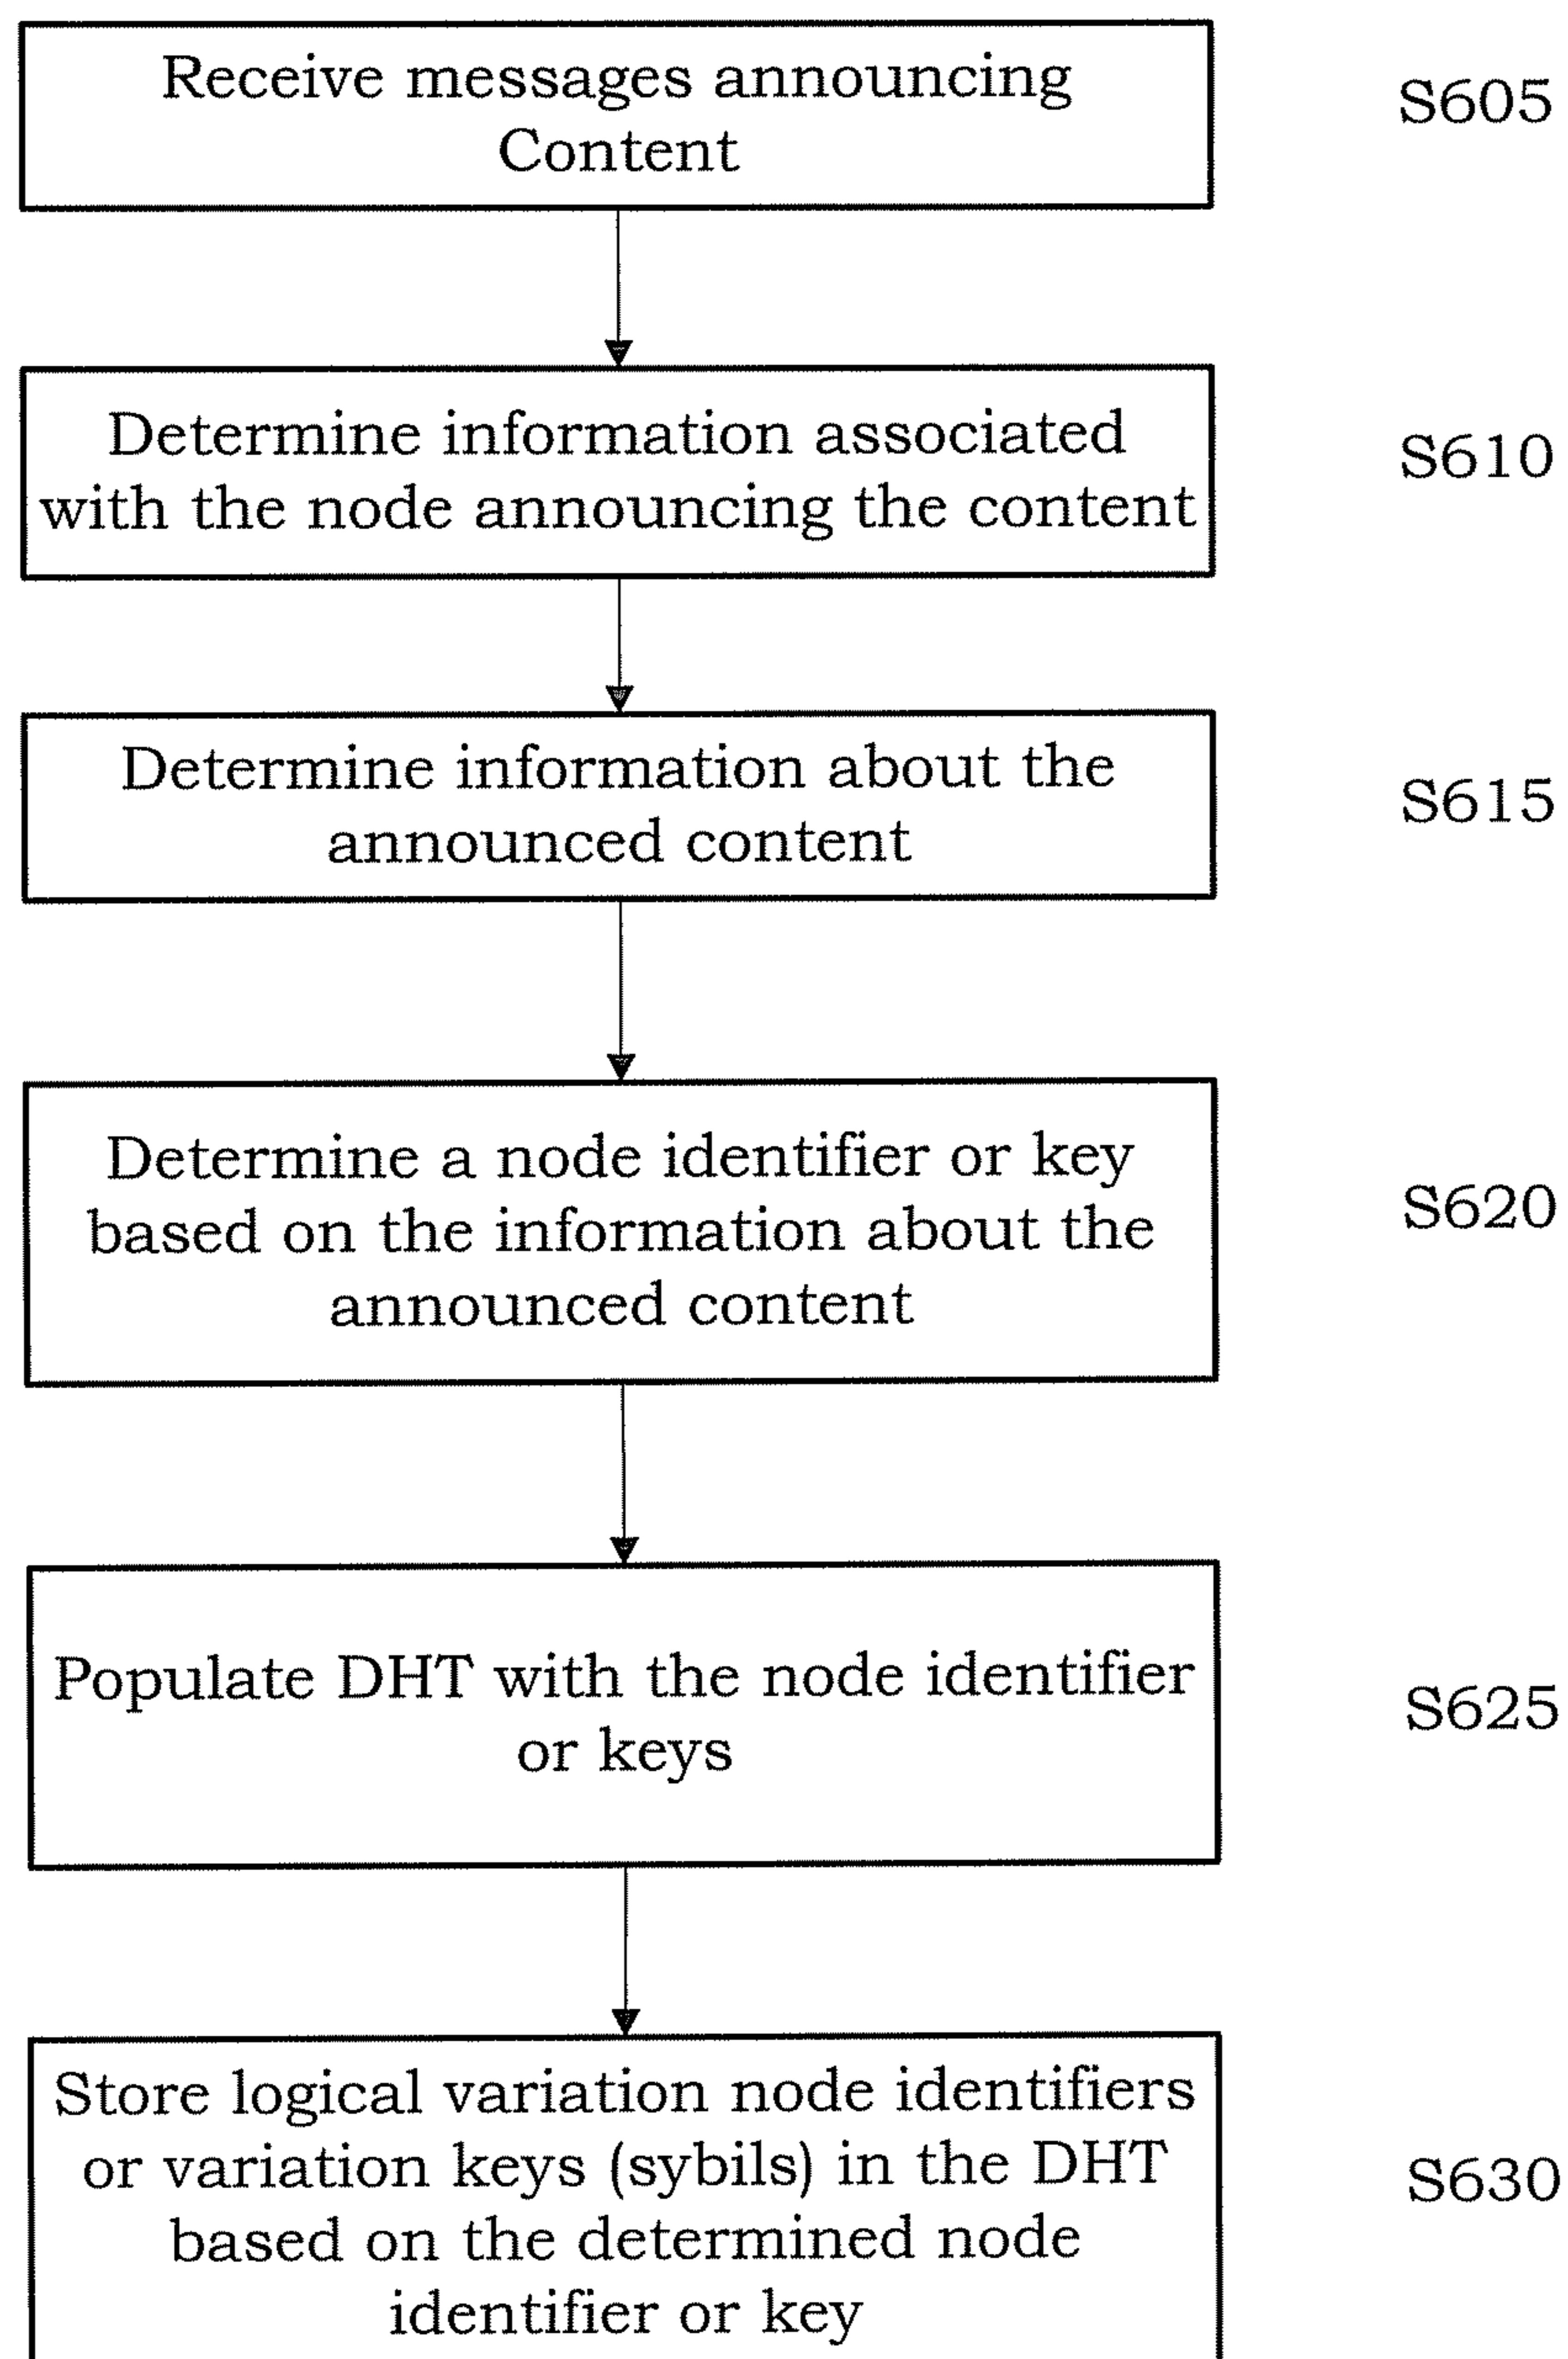 Receive messages announcing
Content
S605
Determine information associated
with the node announcing the content
S610
Determine information about the
announced content
S615
Determine a node identifier or key
based on the information about the
announced content
S620
Populate DHT with the node identifier
or keys
S625
Store logical variation node identifiers
or variation keys (sybils) in the DHT
based on the determined node
identifier or key
S630